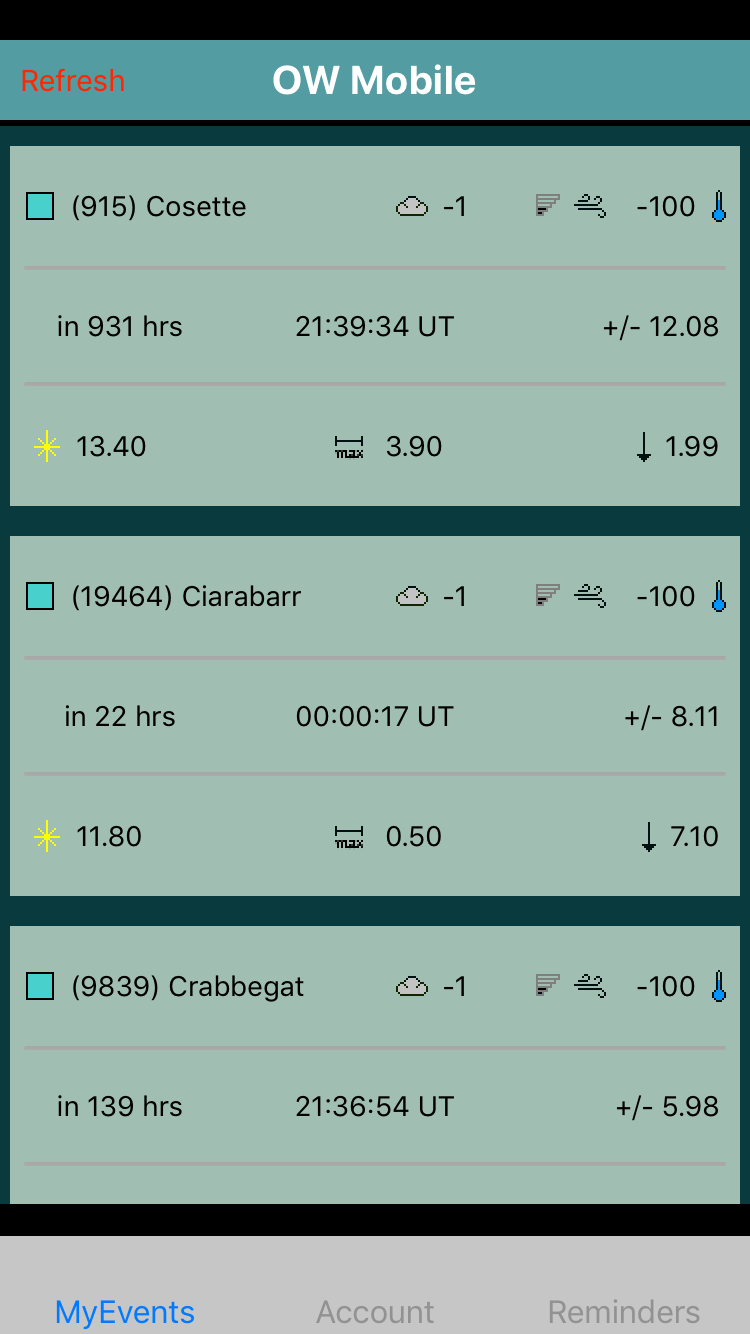 Refresh OW Mobile
(915) Cosette -1 -100
in 931 hrs 21:39:34 UT +/- 12.08
13.40 max 3.90 1.99
(19464) Ciarabarr -1 -100
in 22 hrs 00:00:17 UT +/- 8.11
11.80 max 0.50 7.10
(9839) Crabbegat -1 -100
in 139 hrs 21:36:54 UT +/- 5.98
MyEvents Account Reminders